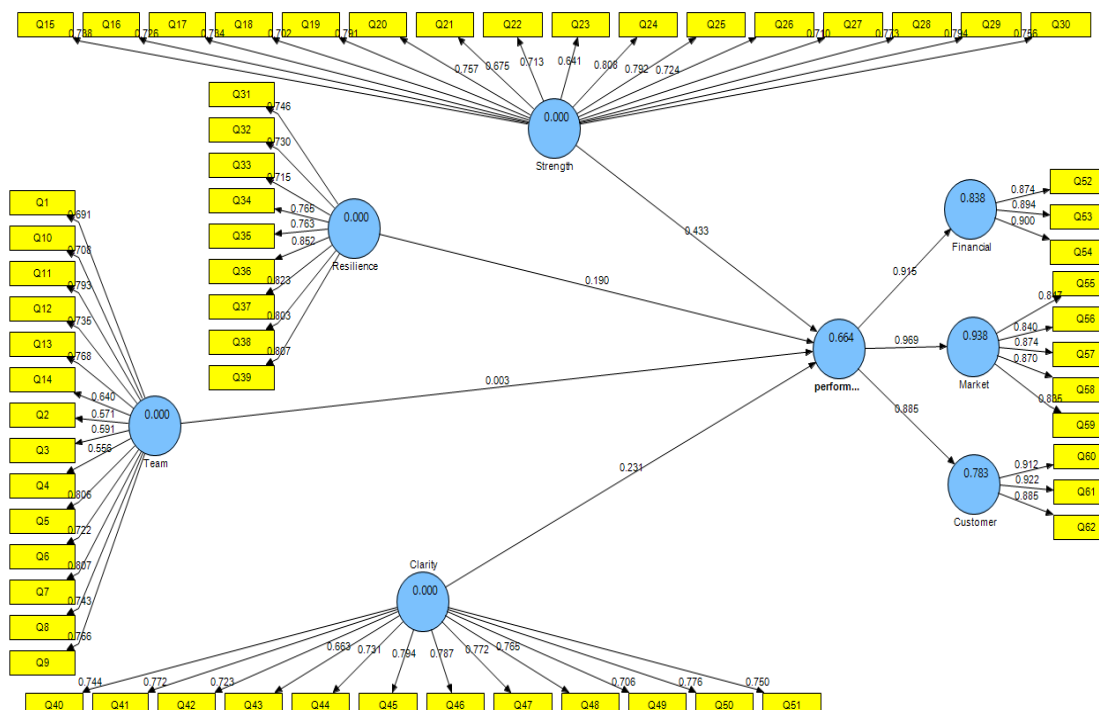 Q15 Q16 Q17 Q18 Q19 Q20 Q21 Q22 Q23 Q24 Q25 Q26 Q27 Q28 Q29 Q30
0.738 0.726 0.734 0.702 0.791 0.757 0.675 0.713 0.641 0.808 0.792 0.724 0.710 0.773 0.794 0.756
0.000
Strength
Q31
0.746
Q32
0.730
Q33
0.715
Q34
0.765
Q35
0.763
Q36
0.852
Q37
0.823
Q38
0.803
Q39
0.807
0.000
Resilience
Q1
0.691
Q10
0.708
Q11
0.793
Q12
0.735
Q13
0.768
Q14
0.640
Q2
0.571
Q3
0.591
Q4
0.556
Q5
0.806
Q6
0.722
Q7
0.807
Q8
0.743
Q9
0.766
0.000
Team
0.433
0.190
0.003
0.231
0.664
perform...
0.915
0.969
0.885
0.838
Financial
0.874
Q52
0.894
Q53
0.900
Q54
0.938
Market
0.847
Q55
0.840
Q56
0.874
Q57
0.870
Q58
0.835
Q59
0.783
Customer
0.912
Q60
0.922
Q61
0.885
Q62
Clarity
0.000
0.744 0.772 0.723 0.663 0.731 0.794 0.787 0.772 0.765 0.706 0.776 0.750
Q40 Q41 Q42 Q43 Q44 Q45 Q46 Q47 Q48 Q49 Q50 Q51